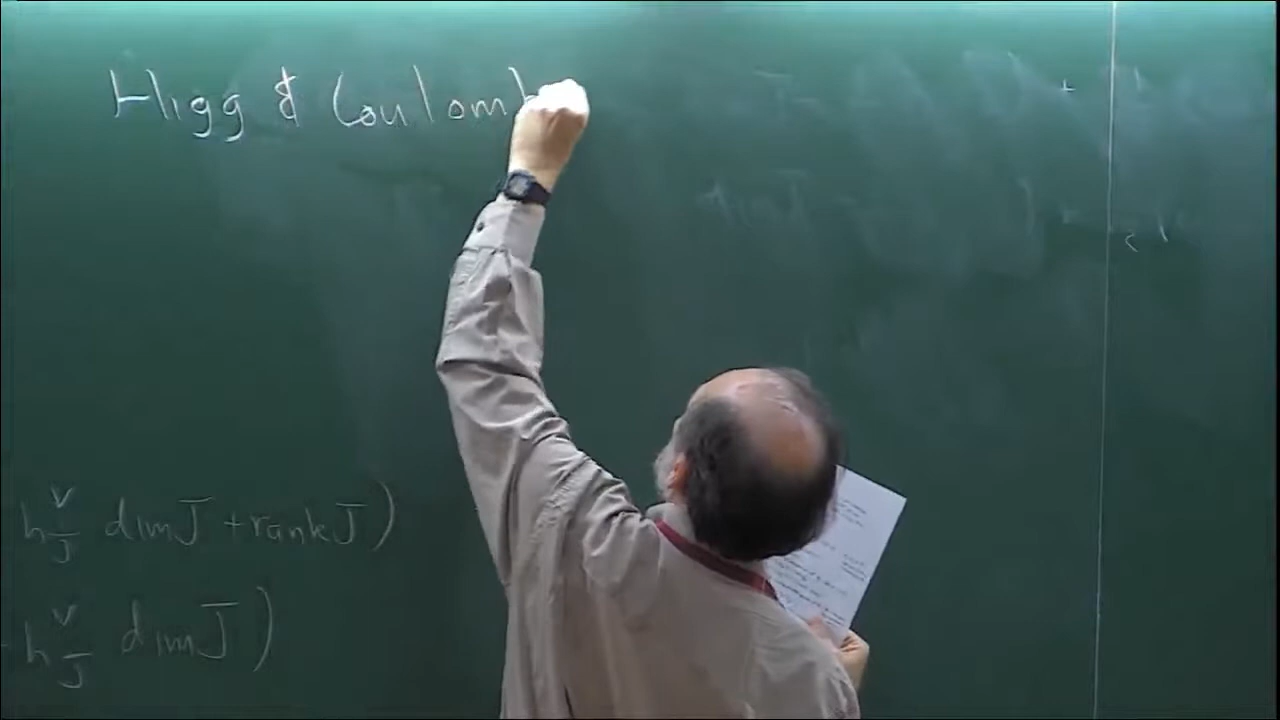 Higg & Coulomb
h^∨_J dim J + rank J )
h^∨_J dim J )